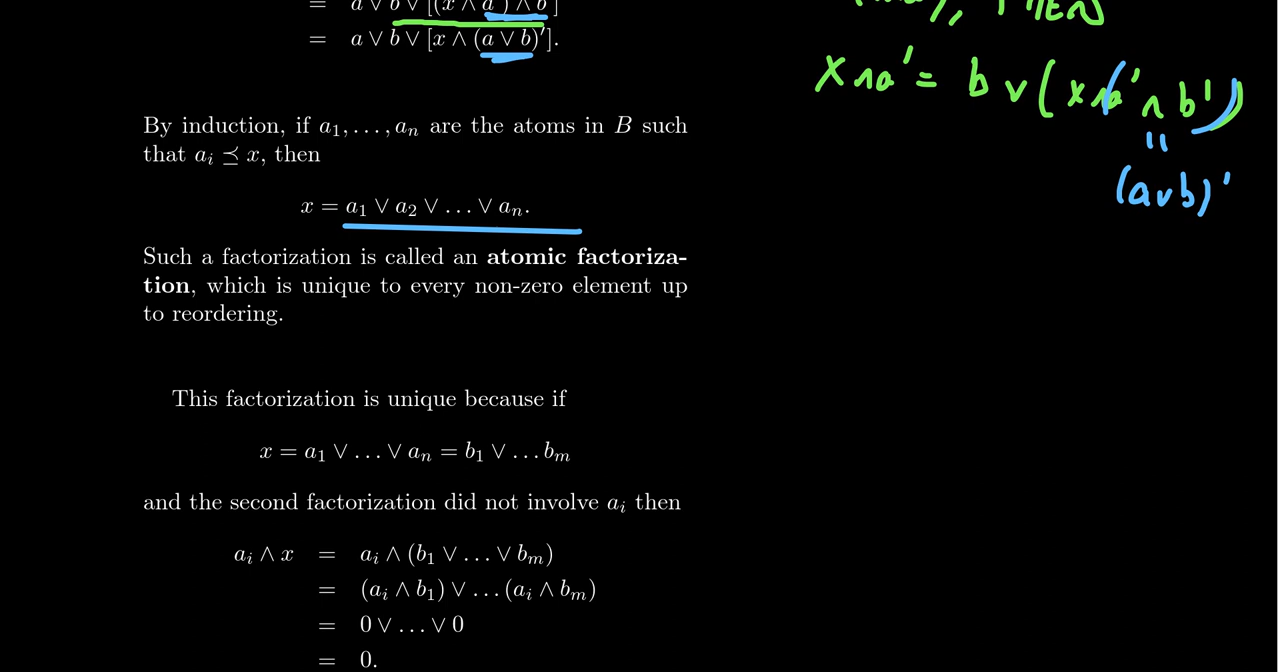 = a ∨ b ∨ [(x ∧ a′) ∧ b′]
= a ∨ b ∨ [x ∧ (a ∨ b)′].
By induction, if a₁, . . . , aₙ are the atoms in B such
that aᵢ ⪯ x, then
x = a₁ ∨ a₂ ∨ . . . ∨ aₙ.
Such a factorization is called an atomic factoriza-
tion, which is unique to every non-zero element up
to reordering.
This factorization is unique because if
x = a₁ ∨ . . . ∨ aₙ = b₁ ∨ . . . bₘ
and the second factorization did not involve aᵢ then
aᵢ ∧ x = aᵢ ∧ (b₁ ∨ . . . ∨ bₘ)
= (aᵢ ∧ b₁) ∨ . . . (aᵢ ∧ bₘ)
= 0 ∨ . . . ∨ 0
= 0.
THEN
x ∧ a′ = b ∨ (x ∧ (a′ ∧ b′))
=
(a ∨ b)′